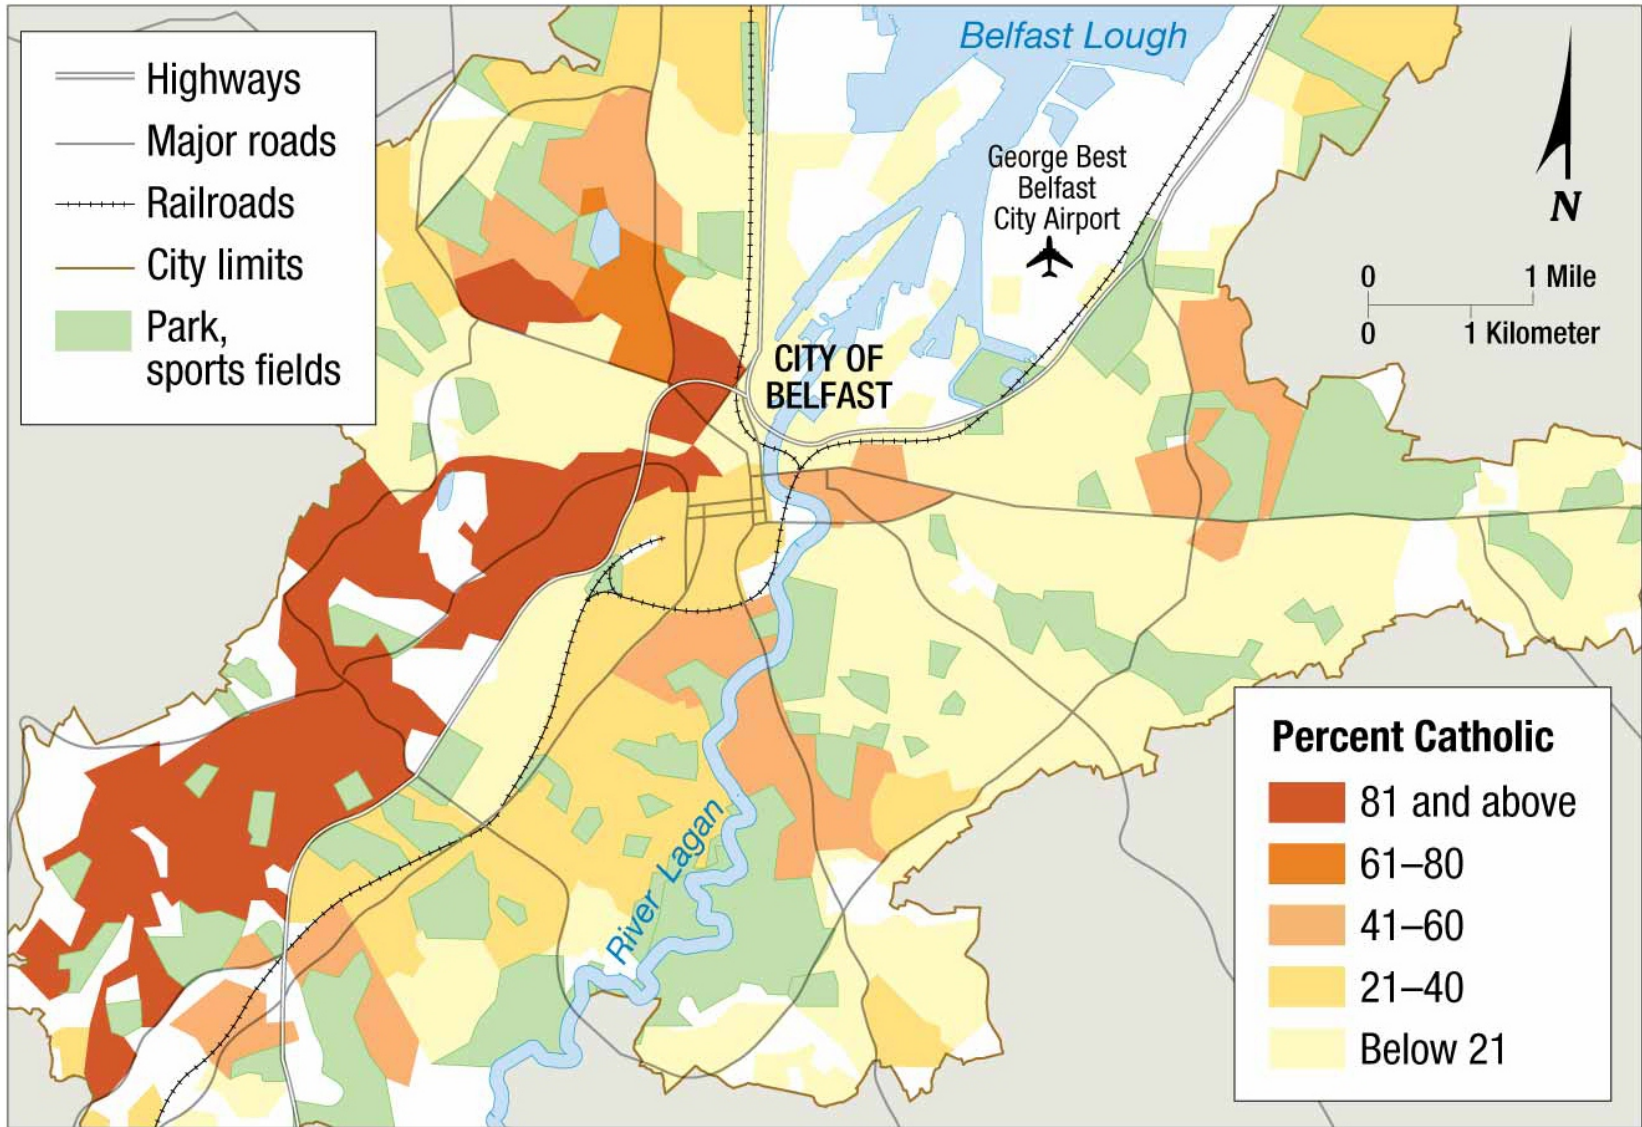 Highways
Major roads
Railroads
City limits
Park,
sports fields
Belfast Lough
George Best
Belfast
City Airport
N
0 1 Mile
0 1 Kilometer
CITY OF
BELFAST
River Lagan
Percent Catholic
81 and above
61–80
41–60
21–40
Below 21